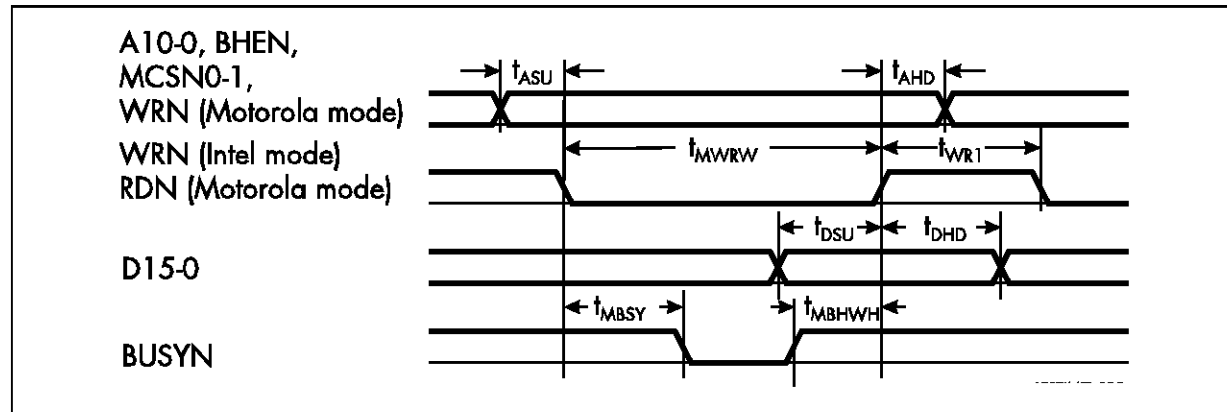 A10-0, BHEN,
MCSN0-1,
WRN (Motorola mode)
tASU
tAHD
WRN (Intel mode)
RDN (Motorola mode)
tMWRW
tWR1
D15-0
tDSU
tDHD
BUSYN
tMBSY
tMBHWH